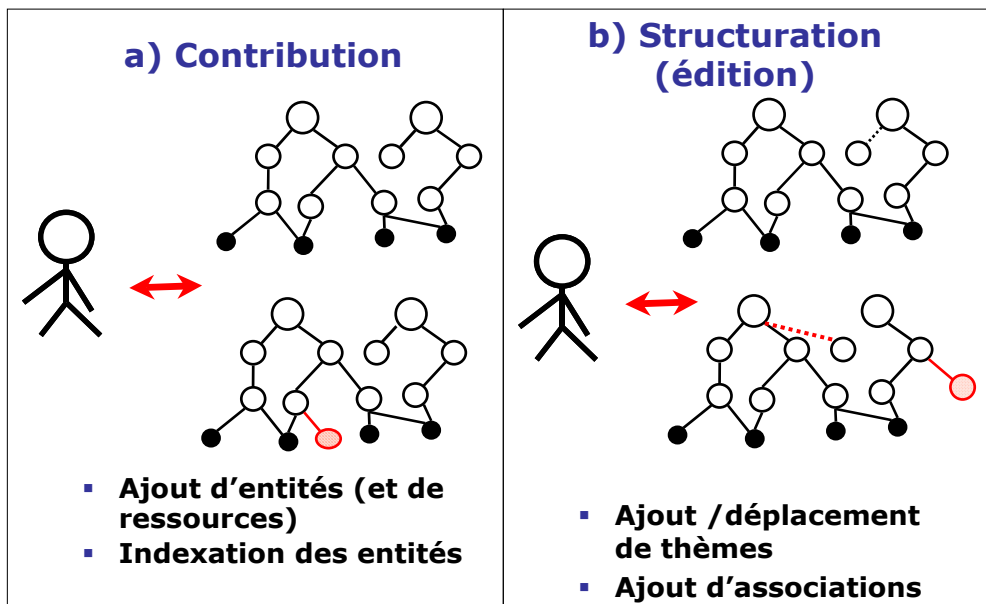 a) Contribution
▪ Ajout d’entités (et de
ressources)
▪ Indexation des entités
b) Structuration
(édition)
▪ Ajout /déplacement
de thèmes
▪ Ajout d’associations